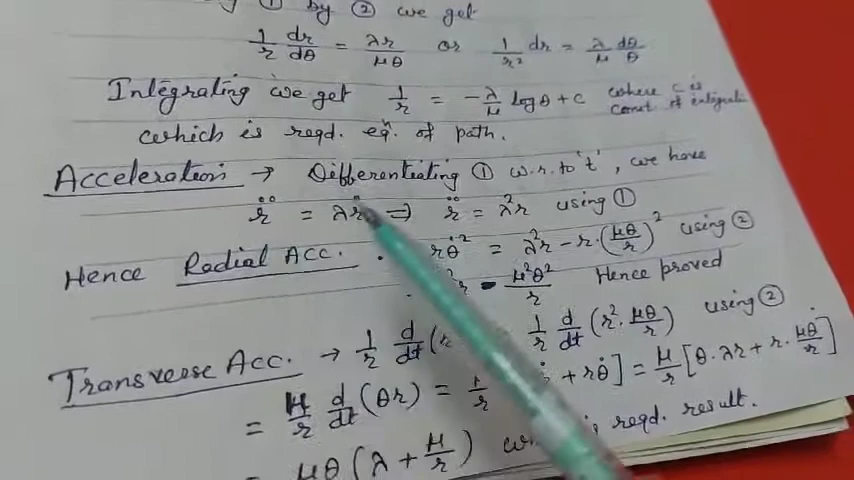 ① by ② we get
1/r dr/dθ = λr/μθ or 1/r² dr = λ/μ dθ/θ
Integrating we get 1/r = -λ/μ log θ + c where c is const. of
which is reqd. eqⁿ. of path.
Acceleration → Differentiating ① w.r.to 't', we have
r̈ = λṙ ⇒ r̈ = λ²r using ①
Hence Radial Acc. rθ̇² = λ²r - r.(μθ/r)² using ②
- μ²θ²/r Hence proved
Transverse Acc. → 1/r d/dt ( 1/r d/dt (r². μθ/r) using ②
= μ/r d/dt (θr) = + rθ̇] = μ/r [θ.λr + r. μθ/r]
= μθ (λ + μ/r) reqd. result.